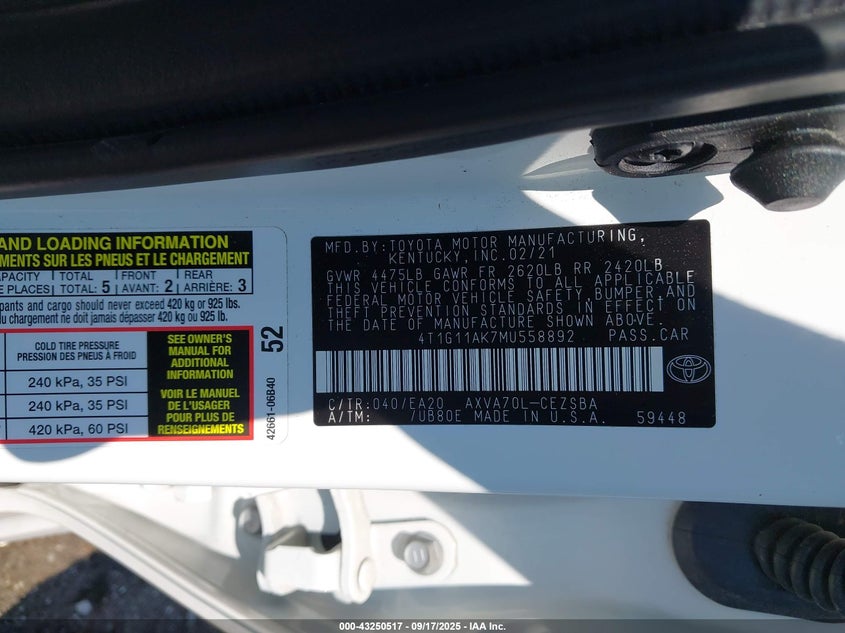 AND LOADING INFORMATION
EMENTS SUR LES PNEUS ET LE CHARGEMENT
CAPACITY TOTAL FRONT REAR
PLACES TOTAL: 5 AVANT: 2 ARRIÈRE: 3
pants and cargo should never exceed 420 kg or 925 lbs.
du chargement ne doit jamais dépasser 420 kg ou 925 lb.
COLD TIRE PRESSURE
PRESSION DES PNEUS À FROID
240 kPa, 35 PSI
240 kPa, 35 PSI
420 kPa, 60 PSI
SEE OWNER'S
MANUAL FOR
ADDITIONAL
INFORMATION
VOIR LE MANUEL
DE L'USAGER
POUR PLUS DE
RENSEIGNEMENTS
52
42661-06B40
MFD.BY:TOYOTA MOTOR MANUFACTURING,
KENTUCKY,INC.02/21
GVWR 4475LB GAWR FR 2620LB RR 2420LB
THIS VEHICLE CONFORMS TO ALL APPLICABLE
FEDERAL MOTOR VEHICLE SAFETY,BUMPER,AND
THEFT PREVENTION STANDARDS IN EFFECT ON
THE DATE OF MANUFACTURE SHOWN ABOVE.
4T1G11AK7MU558892 PASS.CAR
C/TR:040/EA20 AXVA70L-CEZSBA
A/TM: /UB80E MADE IN U.S.A. 59448
000-43250517 - 09/17/2025 - IAA Inc.